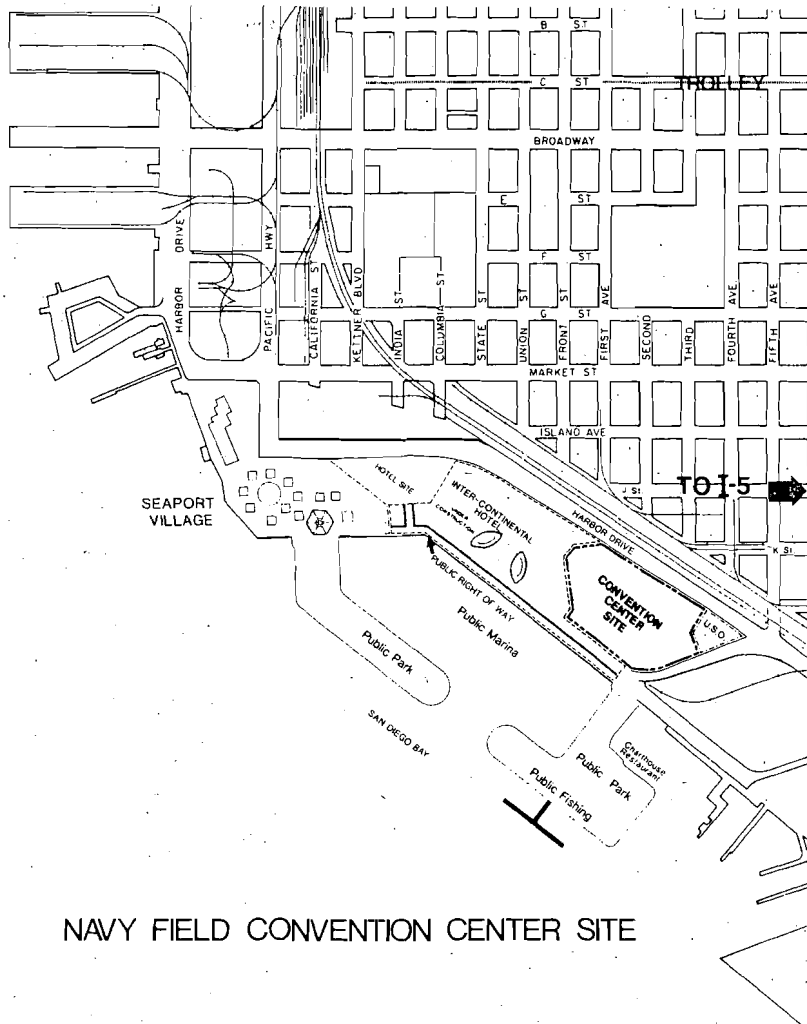 B ST
C ST
TROLLEY
BROADWAY
E ST
F ST
G ST
HARBOR DRIVE
PACIFIC HWY
CALIFORNIA ST
KETTNER BLVD
INDIA ST
COLUMBIA ST
STATE ST
UNION ST
FRONT ST
FIRST AVE
SECOND
THIRD
FOURTH AVE
FIFTH AVE
MARKET ST
ISLAND AVE
J ST
TO I-5
K ST
SEAPORT
VILLAGE
HOTEL SITE
INTER-CONTINENTAL
HOTEL
UNDER
CONSTRUCTION
HARBOR DRIVE
CONVENTION
CENTER
SITE
U.S.O.
PUBLIC RIGHT OF WAY
Public Marina
Public Park
SAN DIEGO BAY
Charthouse
Restaurant
Public Park
Public Fishing
NAVY FIELD CONVENTION CENTER SITE